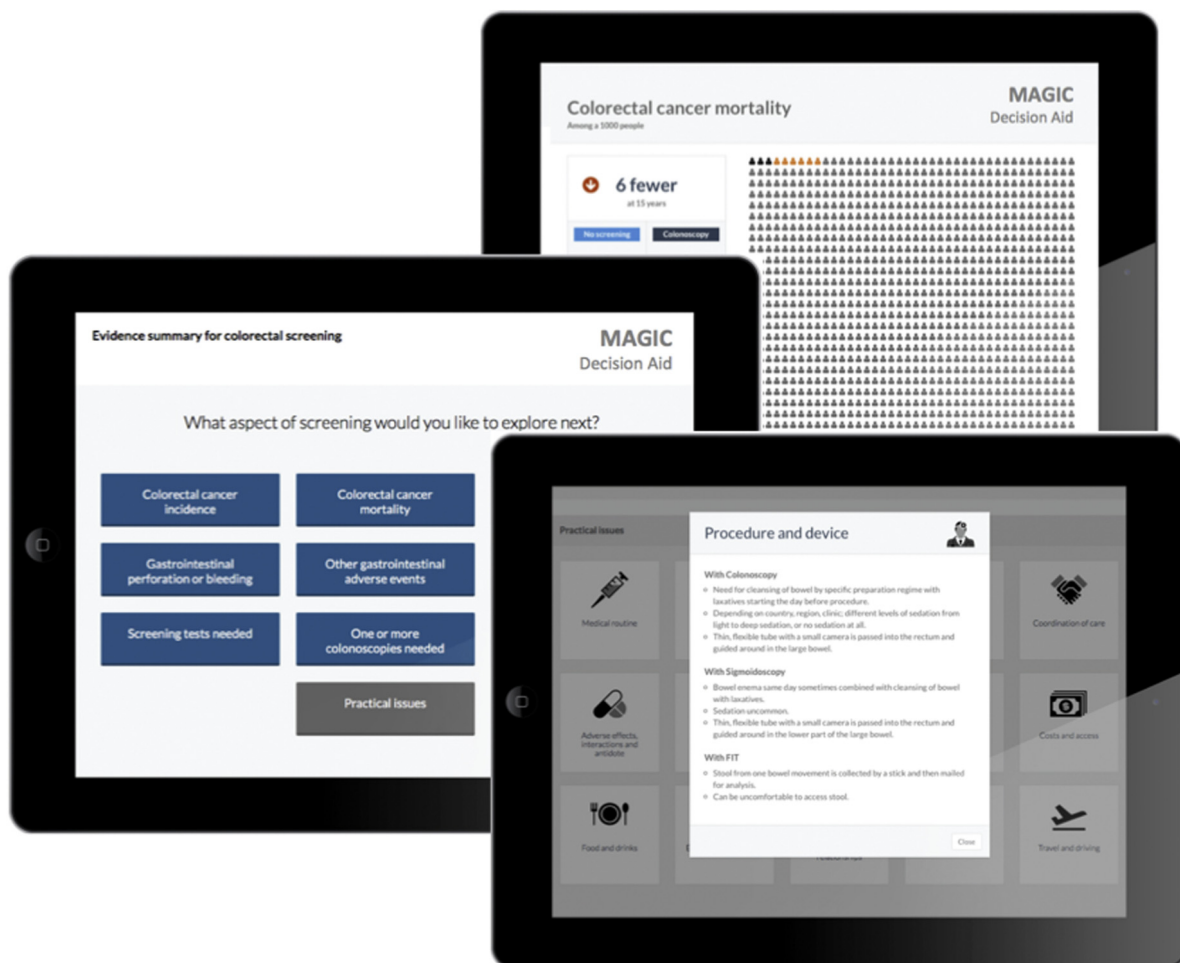 Colorectal cancer mortality
Among a 1000 people
MAGIC
Decision Aid
6 fewer
at 15 years
No screening
Colonoscopy
Evidence summary for colorectal screening
MAGIC
Decision Aid
What aspect of screening would you like to explore next?
Colorectal cancer
incidence
Colorectal cancer
mortality
Gastrointestinal
perforation or bleeding
Other gastrointestinal
adverse events
Screening tests needed
One or more
colonoscopies needed
Practical issues
Practical Issues
Medical routine
Adverse effects,
interactions and
antidote
Food and drinks
Procedure and device
With Colonoscopy
Need for cleansing of bowel by specific preparation regime with
laxatives starting the day before procedure.
Depending on country, region, clinic; different levels of sedation from
light to deep sedation, or no sedation at all.
Thin, flexible tube with a small camera is passed into the rectum and
guided around in the large bowel.
With Sigmoidoscopy
Bowel enema same day sometimes combined with cleansing of bowel
with laxatives.
Sedation uncommon.
Thin, flexible tube with a small camera is passed into the rectum and
guided around in the lower part of the large bowel.
With FIT
Stool from one bowel movement is collected by a stick and then mailed
for analysis.
Can be uncomfortable to access stool.
Close
Coordination of care
Costs and access
Travel and driving